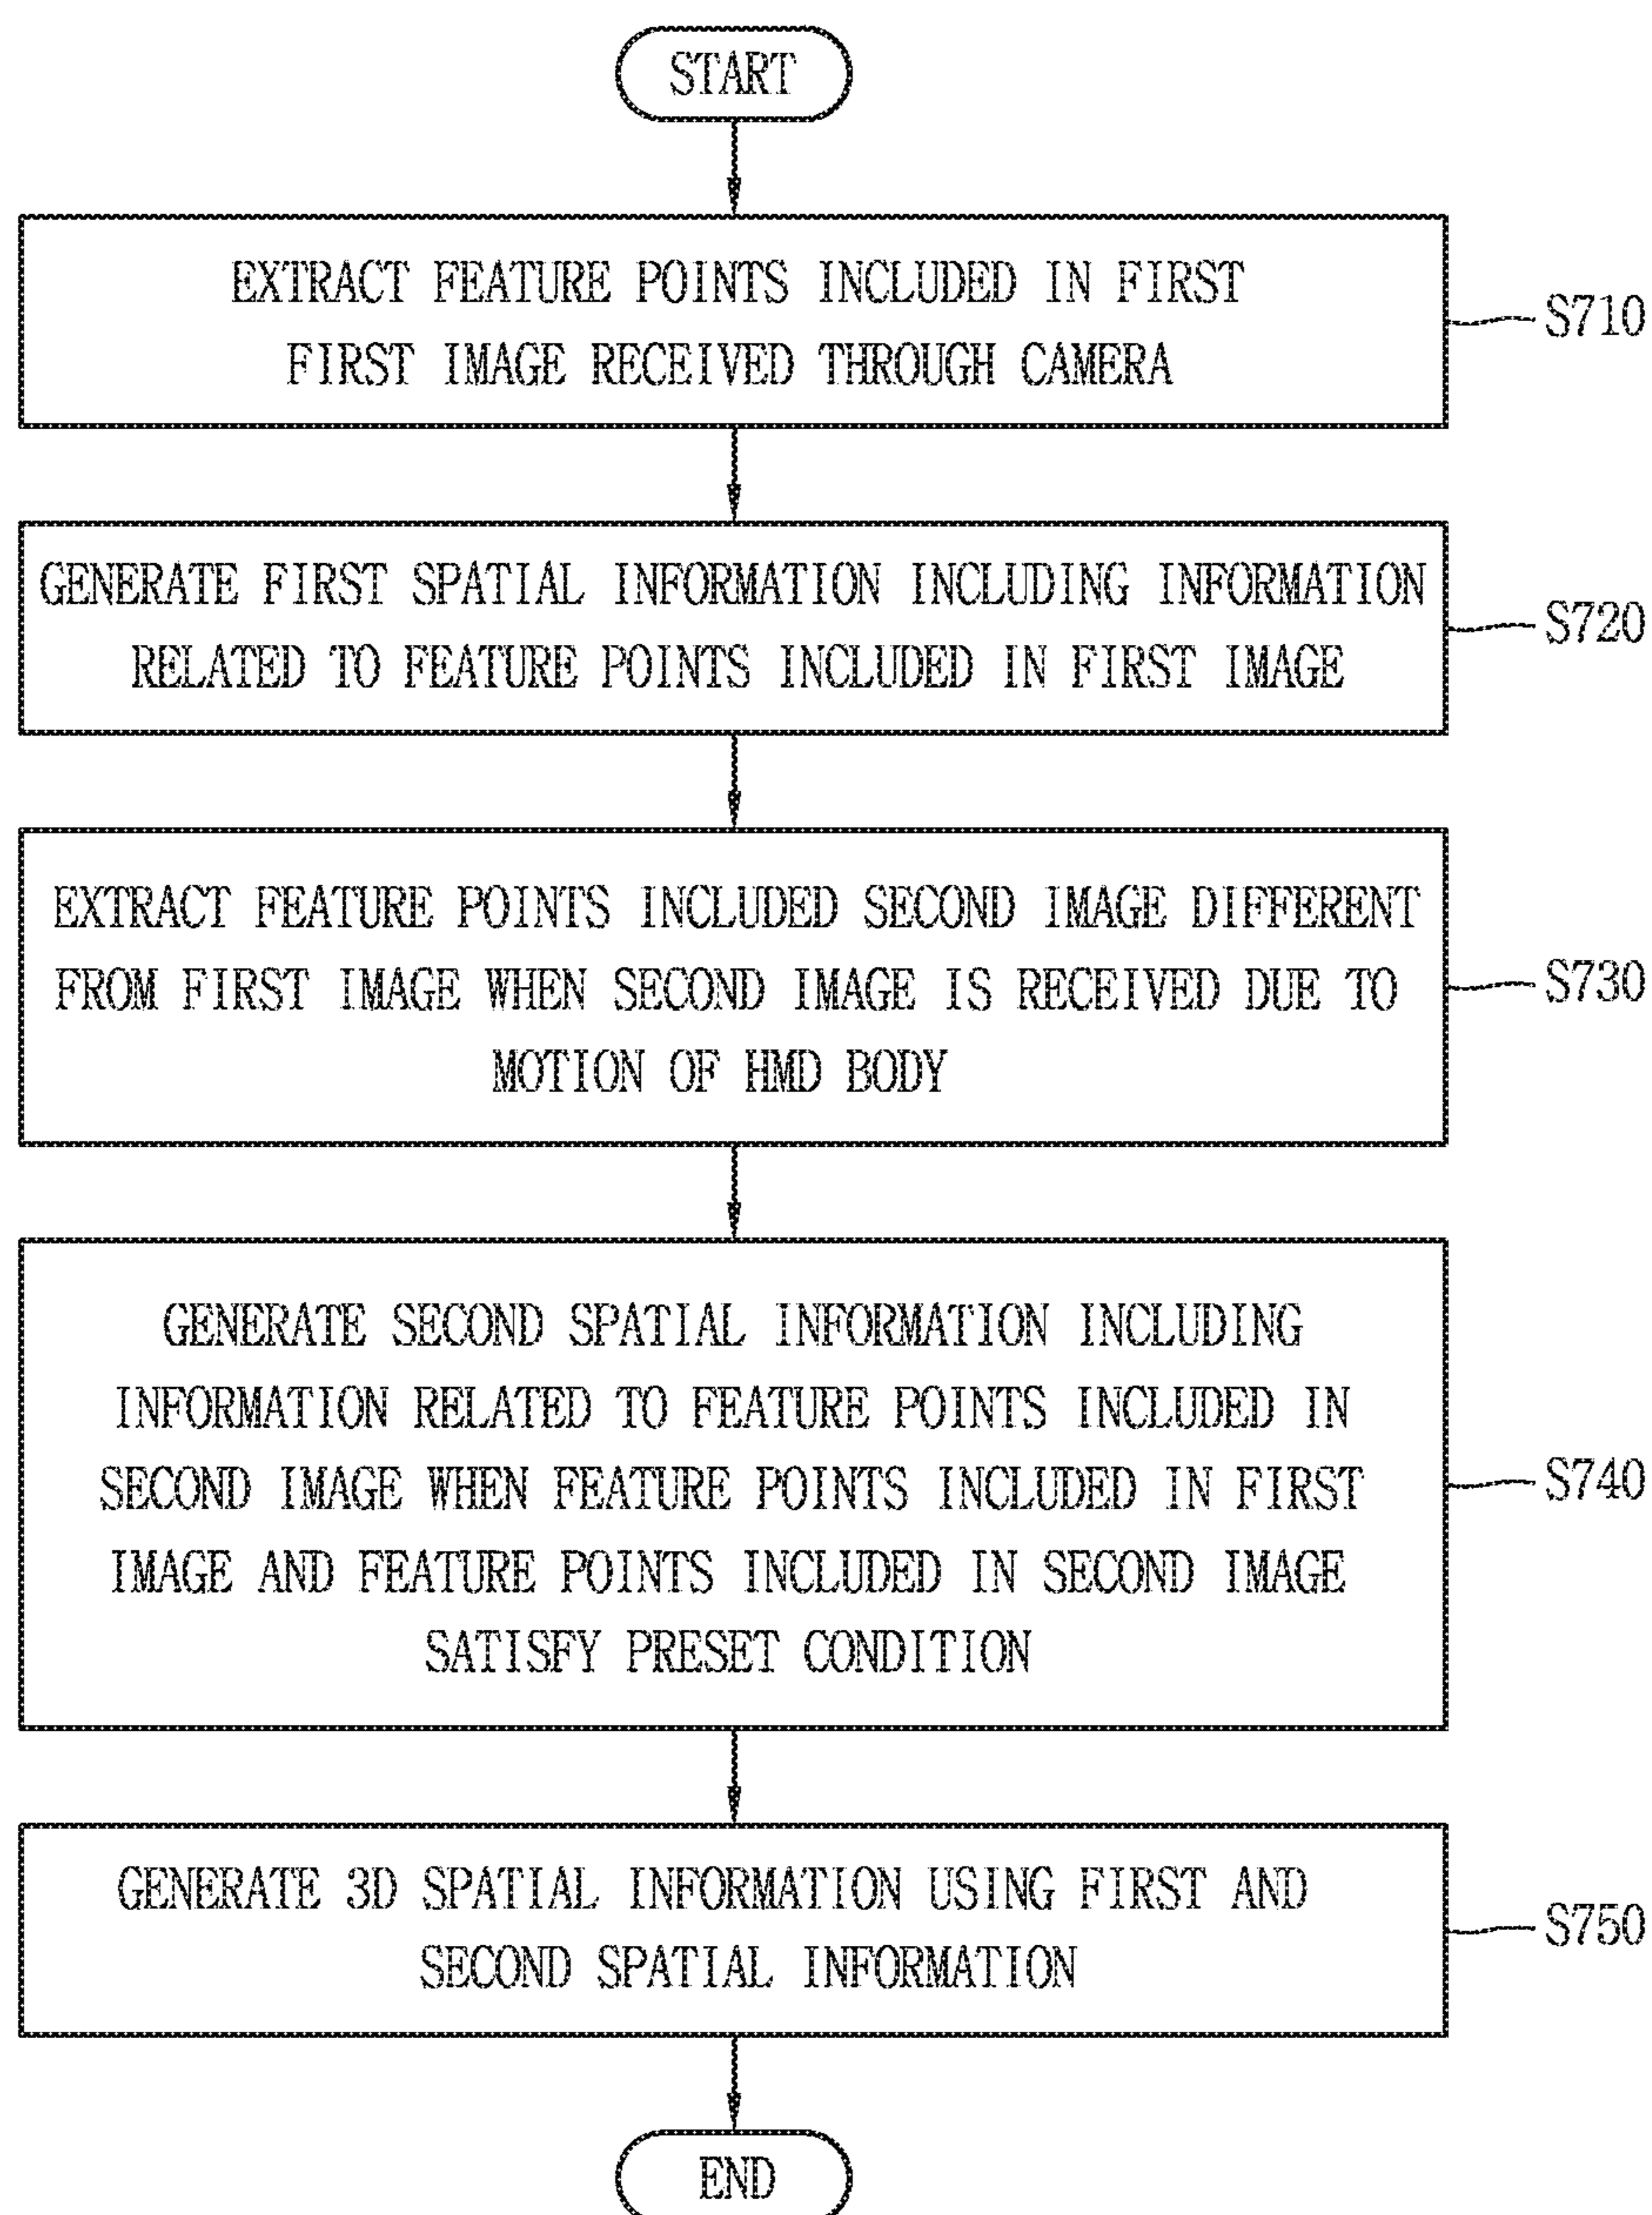 START
EXTRACT FEATURE POINTS INCLUDED IN FIRST
FIRST IMAGE RECEIVED THROUGH CAMERA
S710
GENERATE FIRST SPATIAL INFORMATION INCLUDING INFORMATION
RELATED TO FEATURE POINTS INCLUDED IN FIRST IMAGE
S720
EXTRACT FEATURE POINTS INCLUDED SECOND IMAGE DIFFERENT
FROM FIRST IMAGE WHEN SECOND IMAGE IS RECEIVED DUE TO
MOTION OF HMD BODY
S730
GENERATE SECOND SPATIAL INFORMATION INCLUDING
INFORMATION RELATED TO FEATURE POINTS INCLUDED IN
SECOND IMAGE WHEN FEATURE POINTS INCLUDED IN FIRST
IMAGE AND FEATURE POINTS INCLUDED IN SECOND IMAGE
SATISFY PRESET CONDITION
S740
GENERATE 3D SPATIAL INFORMATION USING FIRST AND
SECOND SPATIAL INFORMATION
S750
END